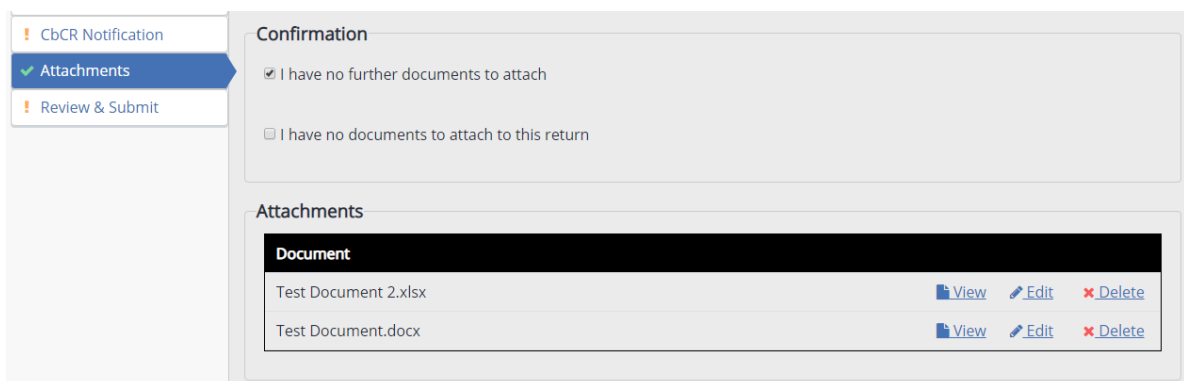 ! CbCR Notification
Attachments
! Review & Submit
Confirmation
I have no further documents to attach
I have no documents to attach to this return
Attachments
Document
Test Document 2.xlsx View Edit Delete
Test Document.docx View Edit Delete